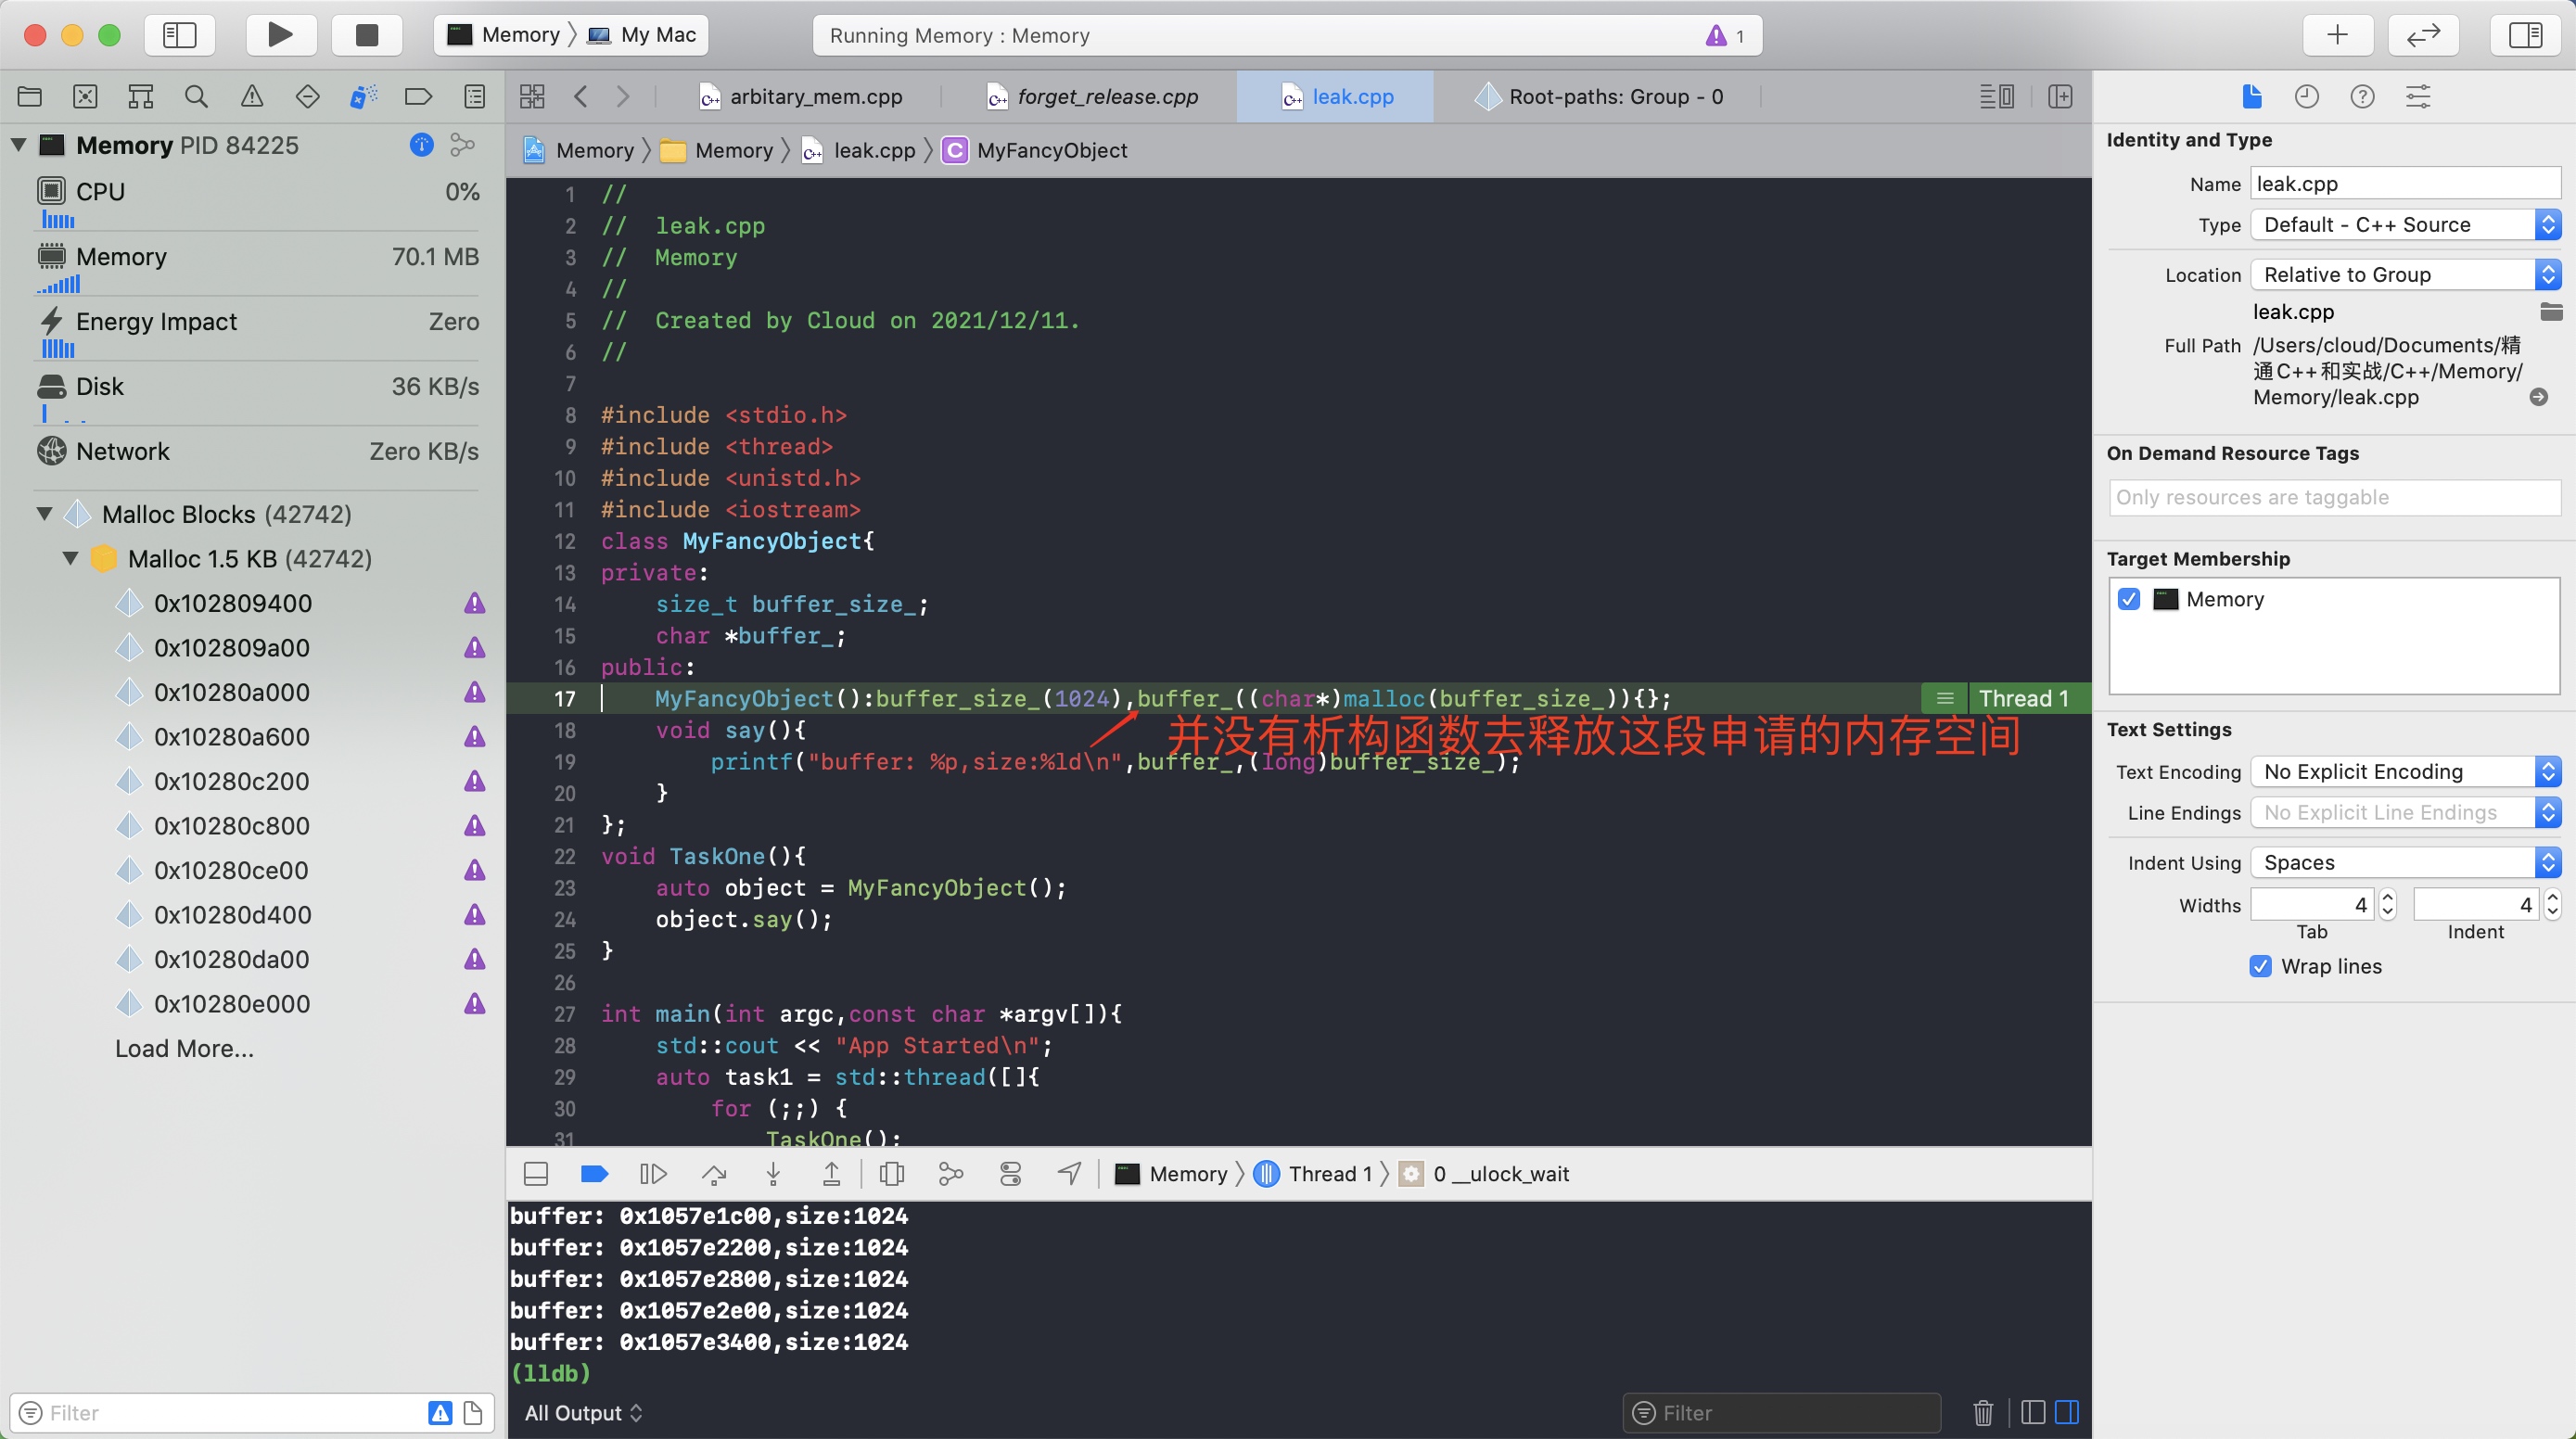 Memory
My Mac
Running Memory : Memory
1
Memory PID 84225
CPU
0%
Memory
70.1 MB
Energy Impact
Zero
Disk
36 KB/s
Network
Zero KB/s
Malloc Blocks (42742)
Malloc 1.5 KB (42742)
0x102809400
0x102809a00
0x10280a000
0x10280a600
0x10280c200
0x10280c800
0x10280ce00
0x10280d400
0x10280da00
0x10280e000
Load More...
Filter
arbitary_mem.cpp
forget_release.cpp
leak.cpp
Root-paths: Group - 0
Memory
Memory
leak.cpp
C
MyFancyObject
1 //
2 //  leak.cpp
3 //  Memory
4 //
5 //  Created by Cloud on 2021/12/11.
6 //
7
8 #include <stdio.h>
9 #include <thread>
10 #include <unistd.h>
11 #include <iostream>
12 class MyFancyObject{
13 private:
14     size_t buffer_size_;
15     char *buffer_;
16 public:
17     MyFancyObject():buffer_size_(1024),buffer_((char*)malloc(buffer_size_)){};
Thread 1
并没有析构函数去释放这段申请的内存空间
18     void say(){
19         printf("buffer: %p,size:%ld\n",buffer_,(long)buffer_size_);
20     }
21 };
22 void TaskOne(){
23     auto object = MyFancyObject();
24     object.say();
25 }
26
27 int main(int argc,const char *argv[]){
28     std::cout << "App Started\n";
29     auto task1 = std::thread([]{
30         for (;;) {
31             TaskOne();
Memory
Thread 1
0 __ulock_wait
buffer: 0x1057e1c00,size:1024
buffer: 0x1057e2200,size:1024
buffer: 0x1057e2800,size:1024
buffer: 0x1057e2e00,size:1024
buffer: 0x1057e3400,size:1024
(lldb)
All Output
Filter
Identity and Type
Name leak.cpp
Type Default - C++ Source
Location Relative to Group
leak.cpp
Full Path /Users/cloud/Documents/精
通C++和实战/C++/Memory/
Memory/leak.cpp
On Demand Resource Tags
Only resources are taggable
Target Membership
Memory
Text Settings
Text Encoding No Explicit Encoding
Line Endings No Explicit Line Endings
Indent Using Spaces
Widths 4 4
Tab Indent
Wrap lines